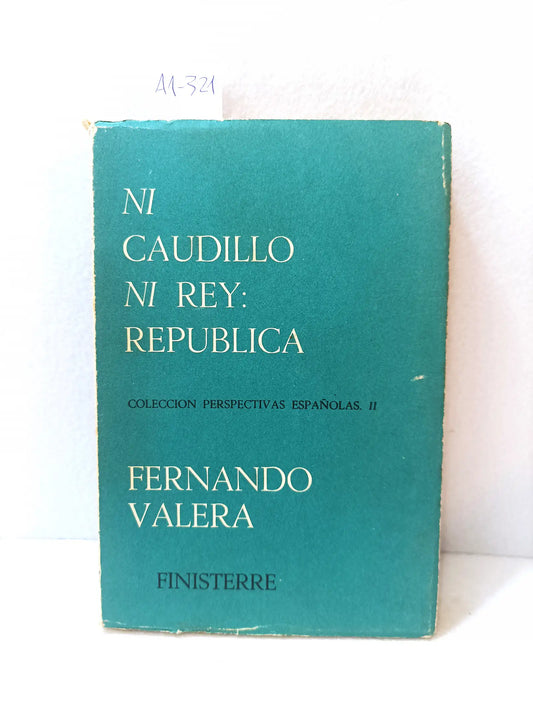 A1-321
NI
CAUDILLO
NI REY:
REPUBLICA
COLECCION PERSPECTIVAS ESPAÑOLAS. II
FERNANDO
VALERA
FINISTERRE